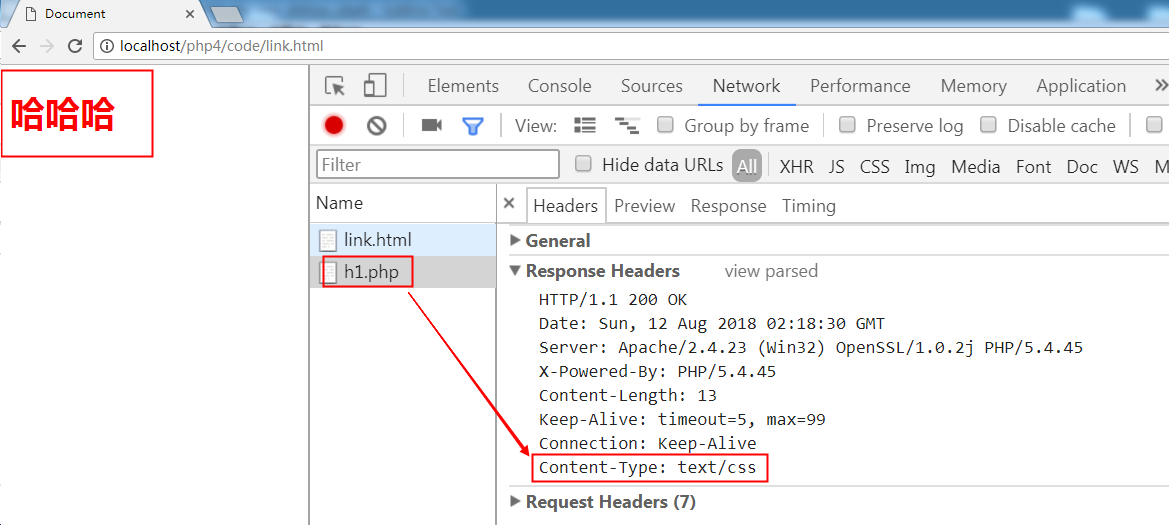 Document
localhost/php4/code/link.html
哈哈哈
Elements Console Sources Network Performance Memory Application
View: Group by frame Preserve log Disable cache
Filter Hide data URLs All XHR JS CSS Img Media Font Doc WS M
Name
Headers Preview Response Timing
link.html
h1.php
General
Response Headers view parsed
HTTP/1.1 200 OK
Date: Sun, 12 Aug 2018 02:18:30 GMT
Server: Apache/2.4.23 (Win32) OpenSSL/1.0.2j PHP/5.4.45
X-Powered-By: PHP/5.4.45
Content-Length: 13
Keep-Alive: timeout=5, max=99
Connection: Keep-Alive
Content-Type: text/css
Request Headers (7)